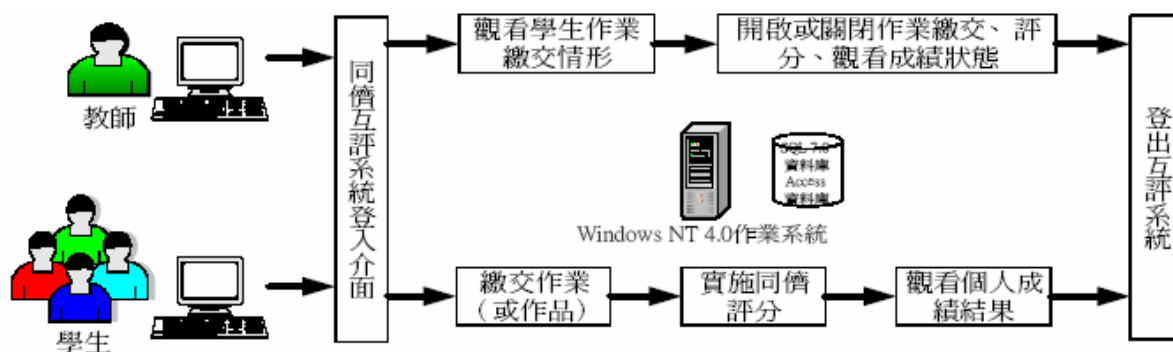 教師
同儕互評系統登入介面
觀看學生作業
繳交情形
開啟或關閉作業繳交、評
分、觀看成績狀態
登出互評系統
SQL 7.0
資料庫
Access
資料庫
Windows NT 4.0作業系統
學生
繳交作業
（或作品）
實施同儕
評分
觀看個人成
績結果